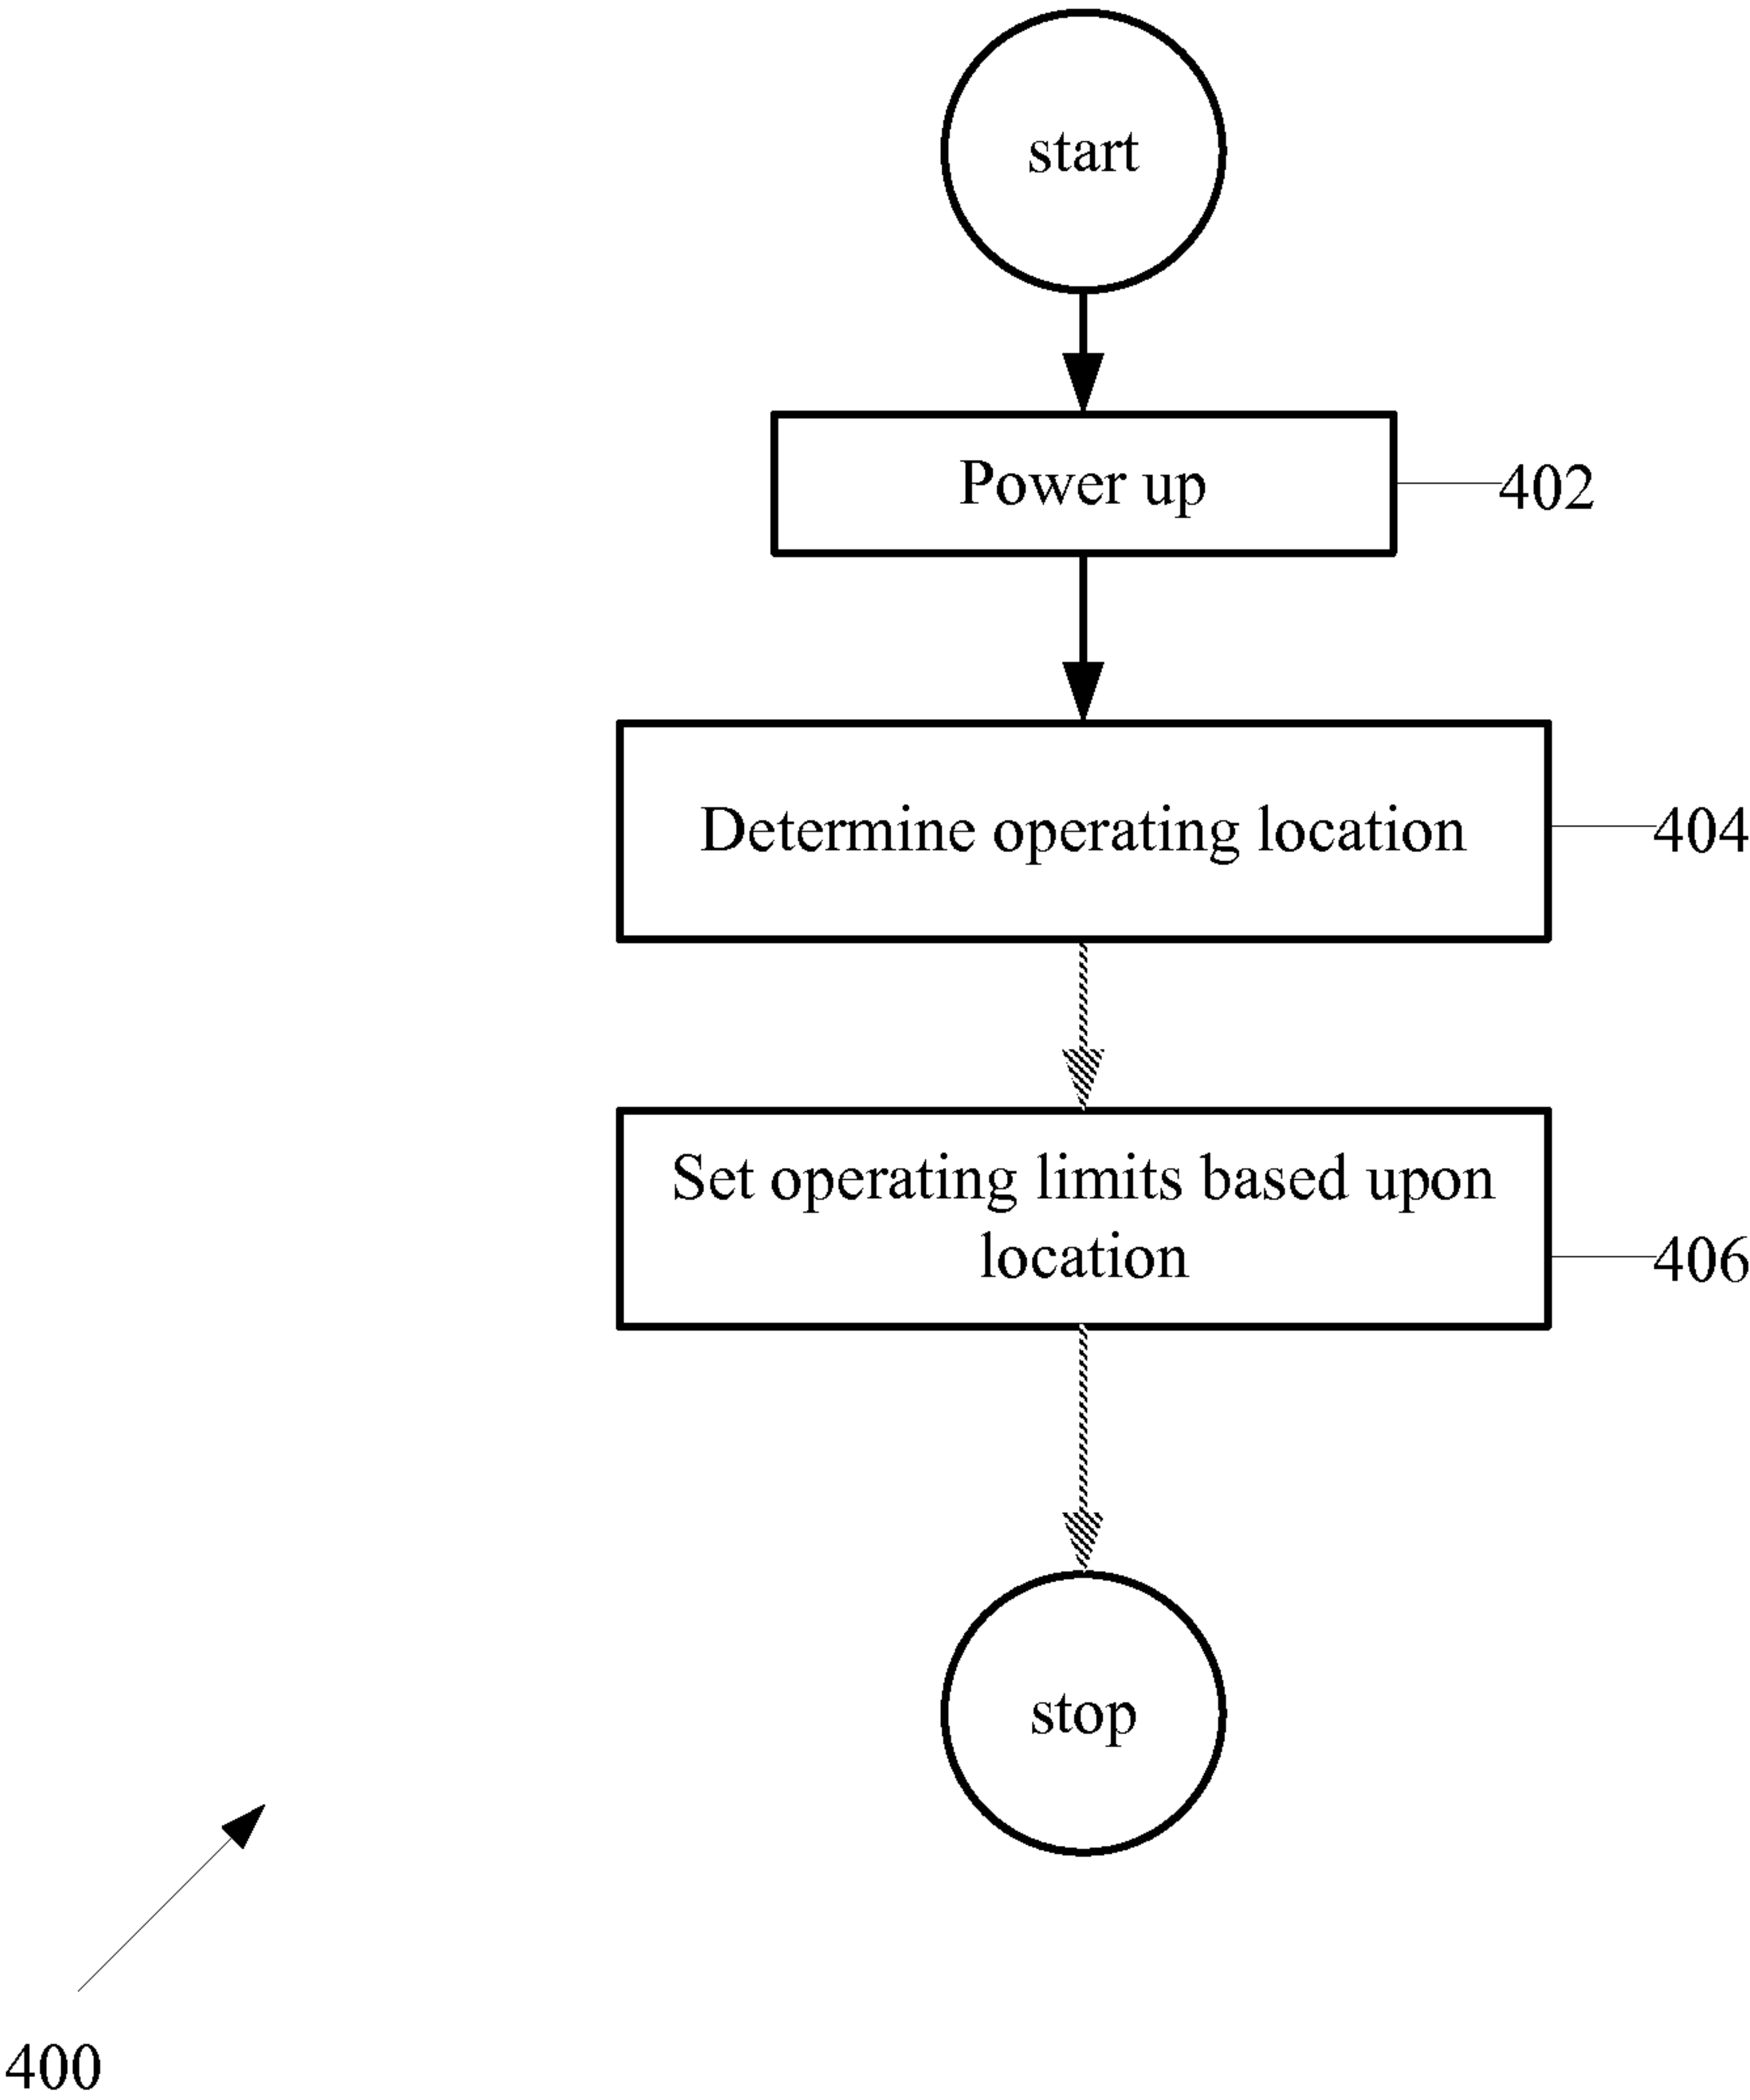 start
Power up
402
Determine operating location
404
Set operating limits based upon
location
406
stop
400